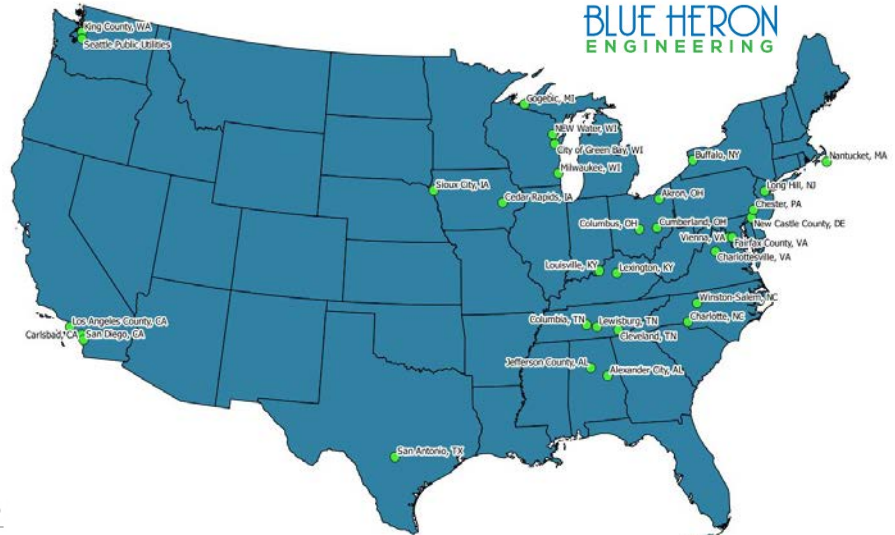 BLUE HERON
ENGINEERING
King County, WA
Seattle Public Utilities
Gogebic, MI
NEW Water, WI
City of Green Bay, WI
Milwaukee, WI
Buffalo, NY
Nantucket, MA
Sioux City, IA
Cedar Rapids, IA
Akron, OH
Long Hill, NJ
Chester, PA
Columbus, OH
Cumberland, OH
New Castle County, DE
Vienna, VA
Fairfax County, VA
Charlottesville, VA
Louisville, KY
Lexington, KY
Winston-Salem, NC
Columbia, TN
Lewisburg, TN
Charlotte, NC
Cleveland, TN
Los Angeles County, CA
Carlsbad, CA
San Diego, CA
Jefferson County, AL
Alexander City, AL
San Antonio, TX